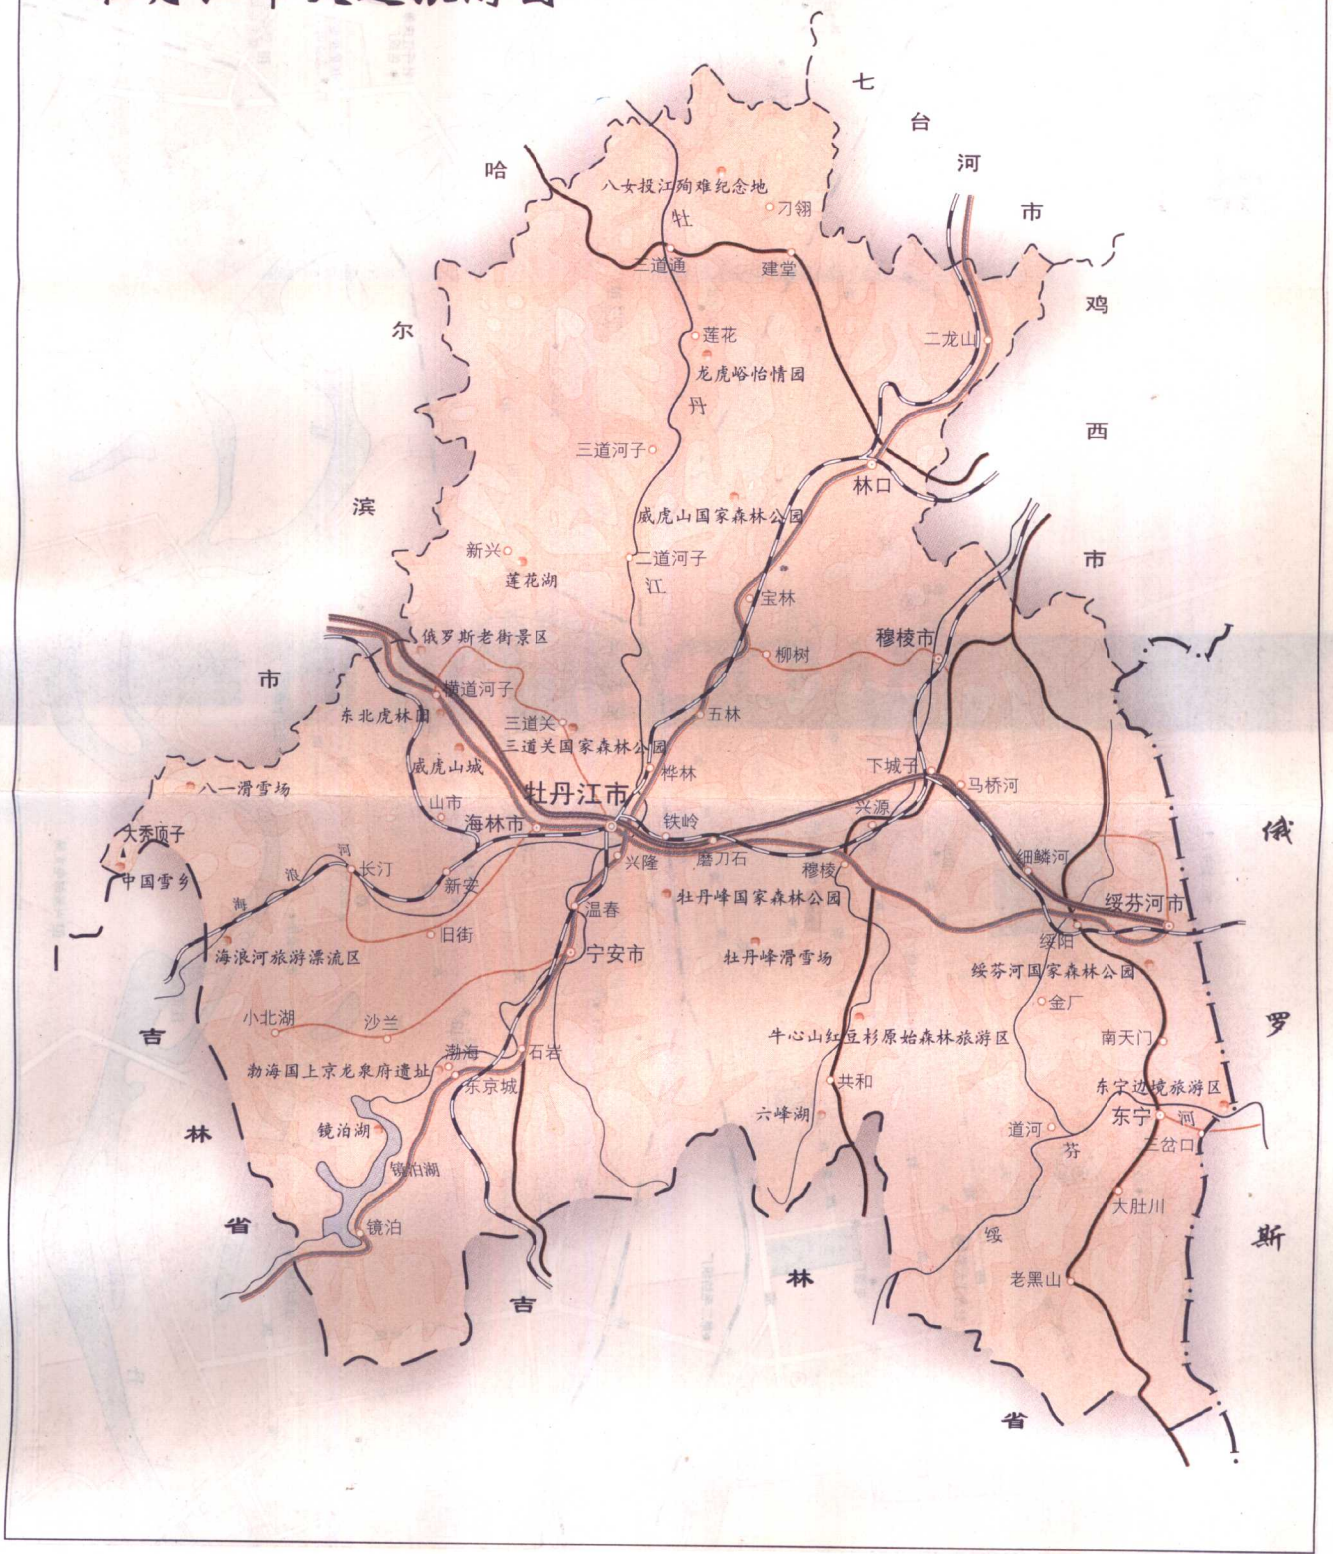 哈
尔
滨
市
七
台
河
市
鸡
西
市
俄
罗
斯
吉
林
省
吉
林
省
八女投江殉难纪念地
刁翎
牡
三道通
建堂
莲花
二龙山
龙虎峪怡情园
丹
三道河子
林口
威虎山国家森林公园
新兴
二道河子
莲花湖
江
宝林
俄罗斯老街景区
柳树
穆棱市
横道河子
东北虎林园
三道关
五林
三道关国家森林公园
威虎山城
桦林
下城子
马桥河
八一滑雪场
牡丹江市
山市
海林市
铁岭
兴源
大秃顶子
河
长汀
兴隆
磨刀石
穆棱
细鳞河
中国雪乡
浪
新安
海
牡丹峰国家森林公园
绥芬河市
温春
旧街
绥阳
海浪河旅游漂流区
宁安市
牡丹峰滑雪场
绥芬河国家森林公园
金厂
小北湖
沙兰
牛心山红豆杉原始森林旅游区
南天门
渤海
石岩
渤海国上京龙泉府遗址
东京城
共和
东宁边境旅游区
六峰湖
东宁
河
镜泊湖
道河
芬
三岔口
镜泊湖
大肚川
镜泊
绥
老黑山